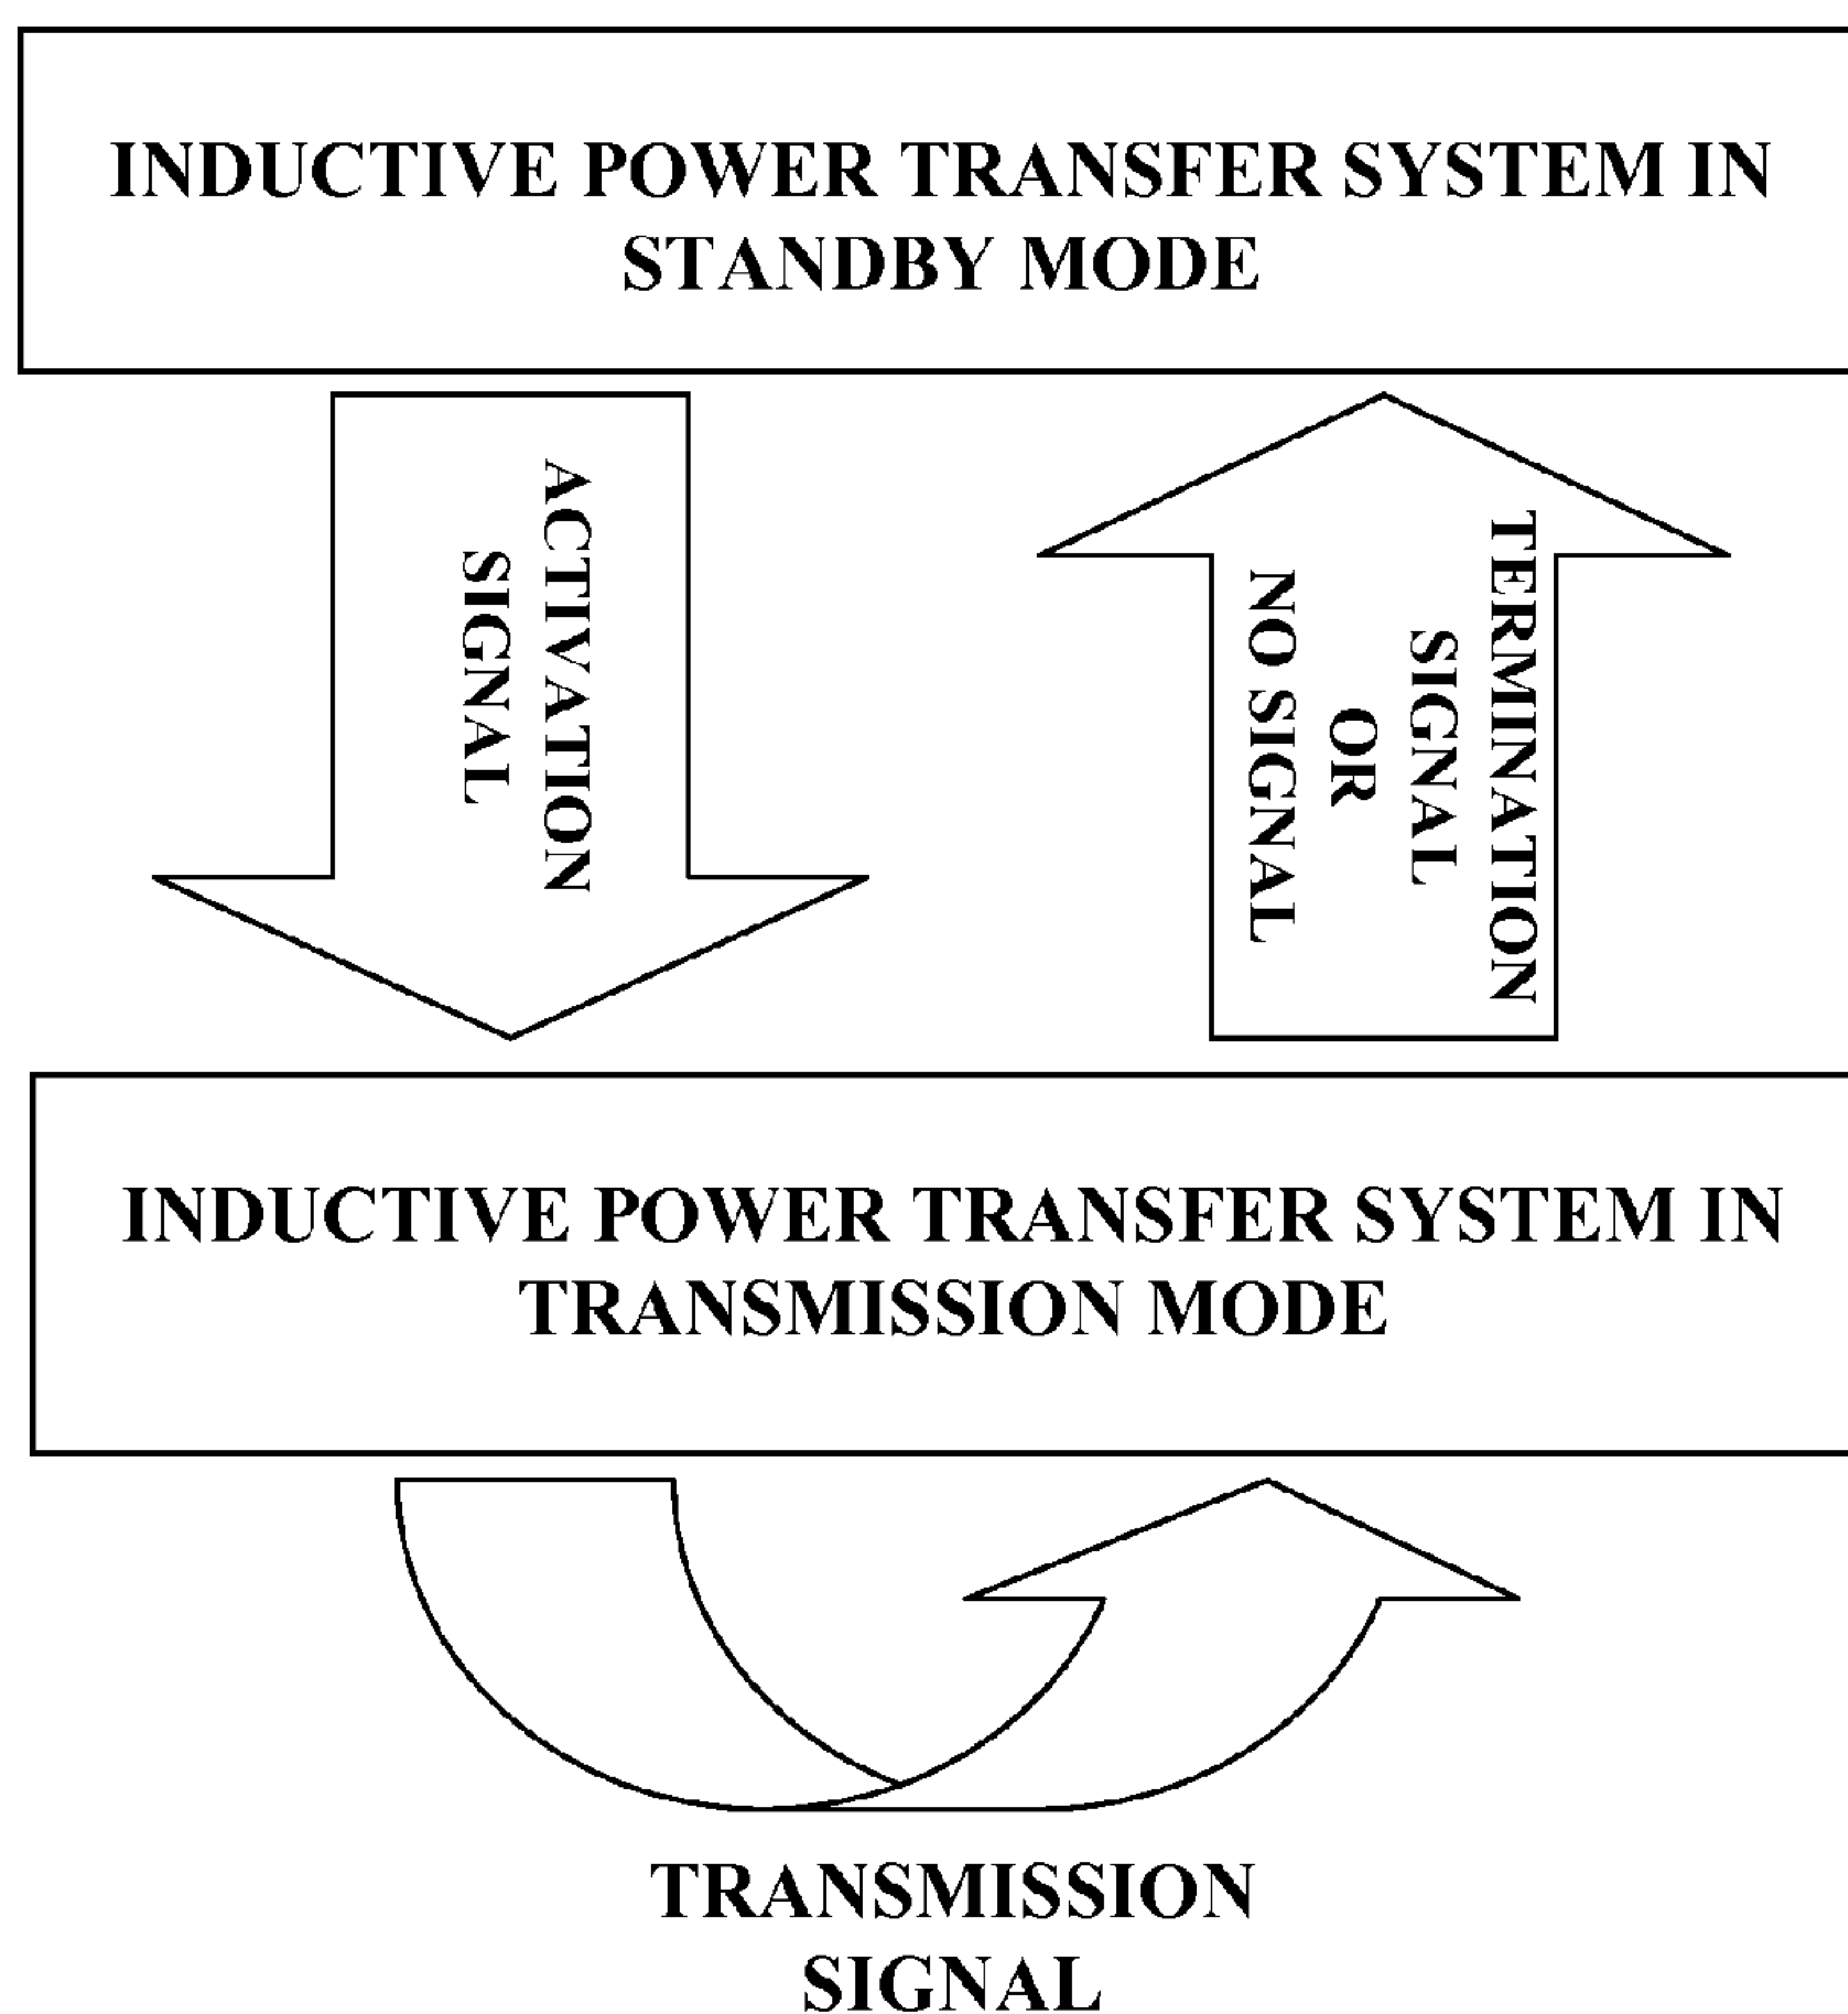 INDUCTIVE POWER TRANSFER SYSTEM IN
STANDBY MODE
ACTIVATION
SIGNAL
TERMINATION
SIGNAL
OR
NO SIGNAL
INDUCTIVE POWER TRANSFER SYSTEM IN
TRANSMISSION MODE
TRANSMISSION
SIGNAL